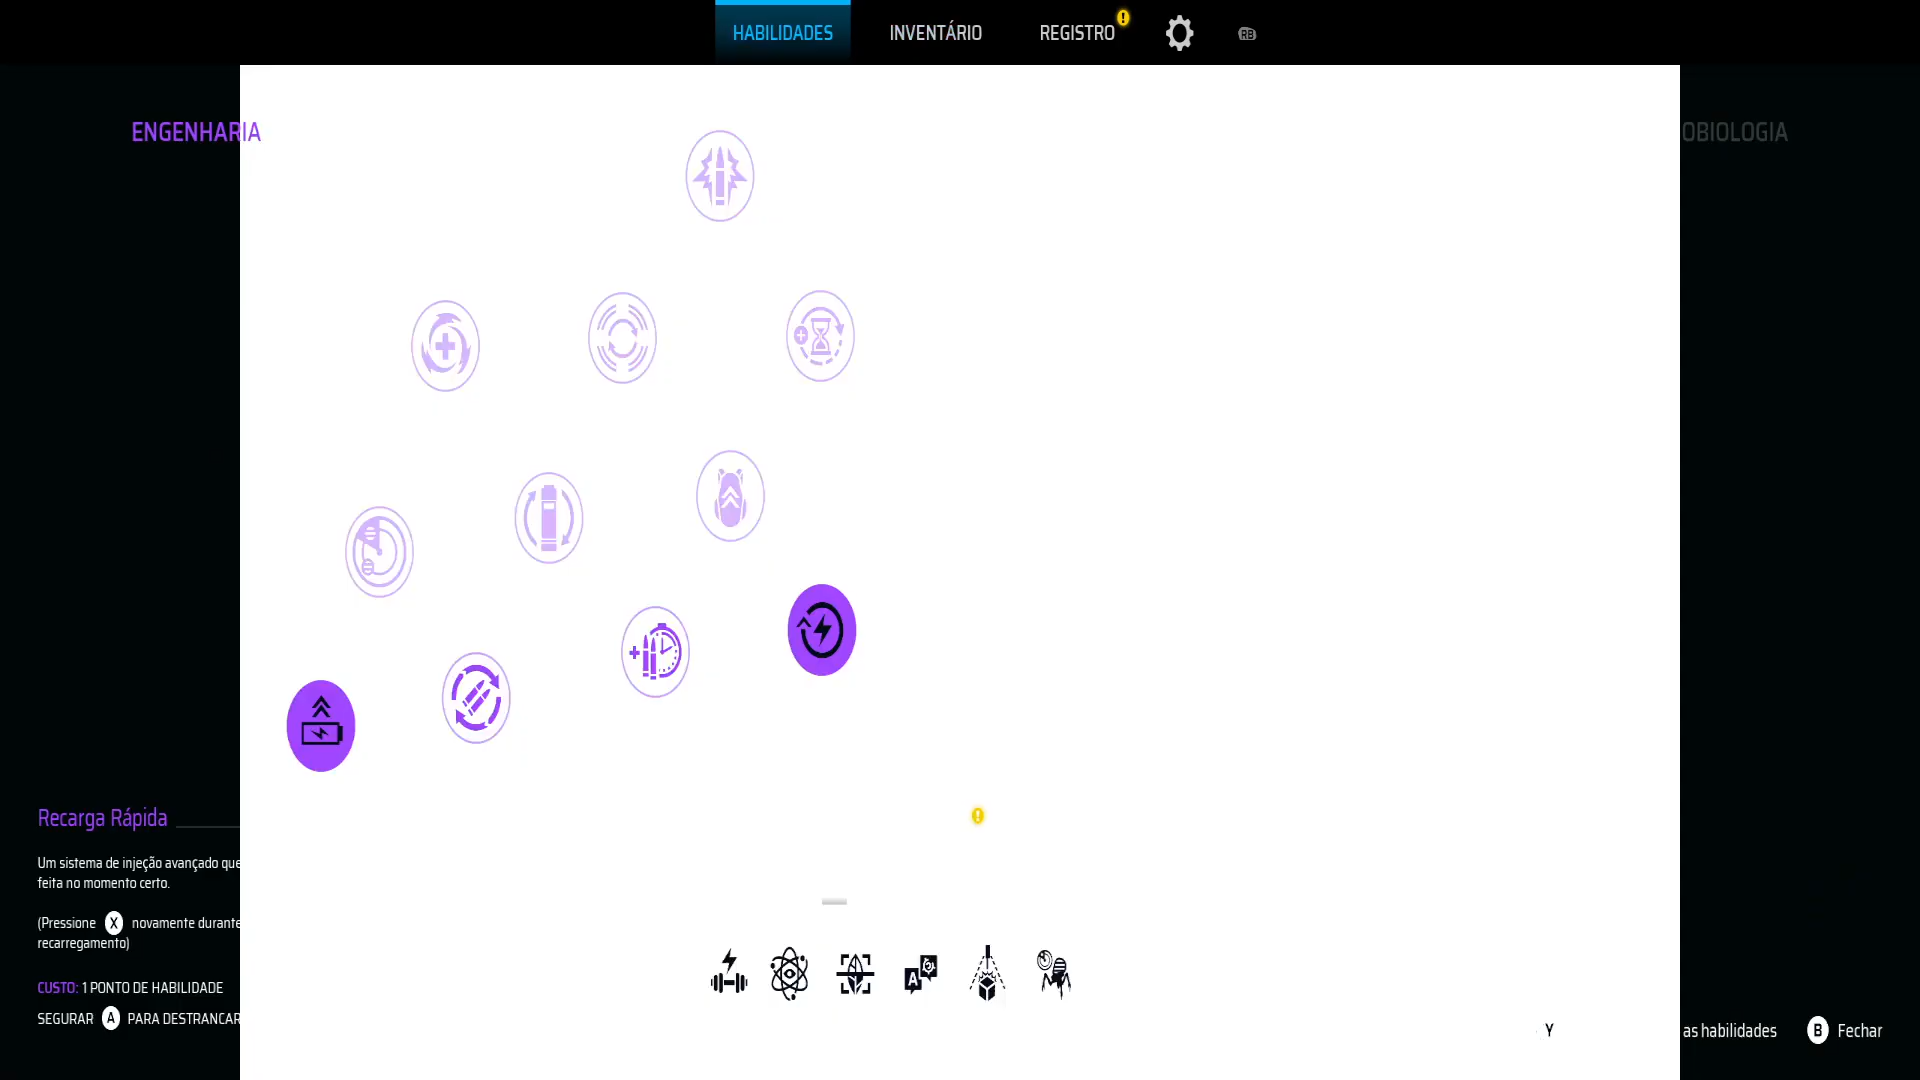 HABILIDADES
INVENTÁRIO
REGISTRO
RB
ENGENHARIA
OBIOLOGIA
Recarga Rápida
Um sistema de injeção avançado que
feita no momento certo.
(Pressione X novamente durante
recarregamento)
CUSTO: 1 PONTO DE HABILIDADE
SEGURAR A PARA DESTRANCAR
A
Y
as habilidades
B Fechar